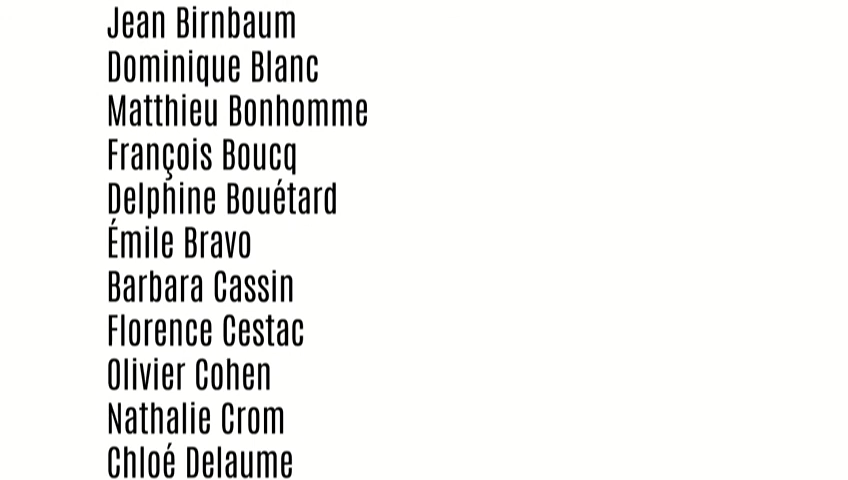 Jean Birnbaum
Dominique Blanc
Matthieu Bonhomme
François Boucq
Delphine Bouétard
Émile Bravo
Barbara Cassin
Florence Cestac
Olivier Cohen
Nathalie Crom
Chloé Delaume